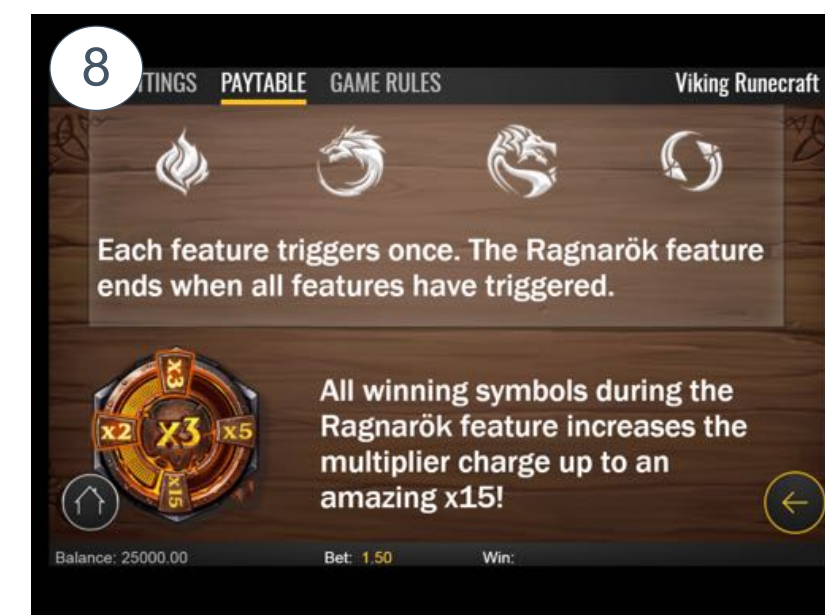 8
TTINGS PAYTABLE GAME RULES Viking Runecraft
Each feature triggers once. The Ragnarök feature
ends when all features have triggered.
x3
x2 x3 x5
x15
All winning symbols during the
Ragnarök feature increases the
multiplier charge up to an
amazing x15!
Balance: 25000.00 Bet: 1.50 Win: